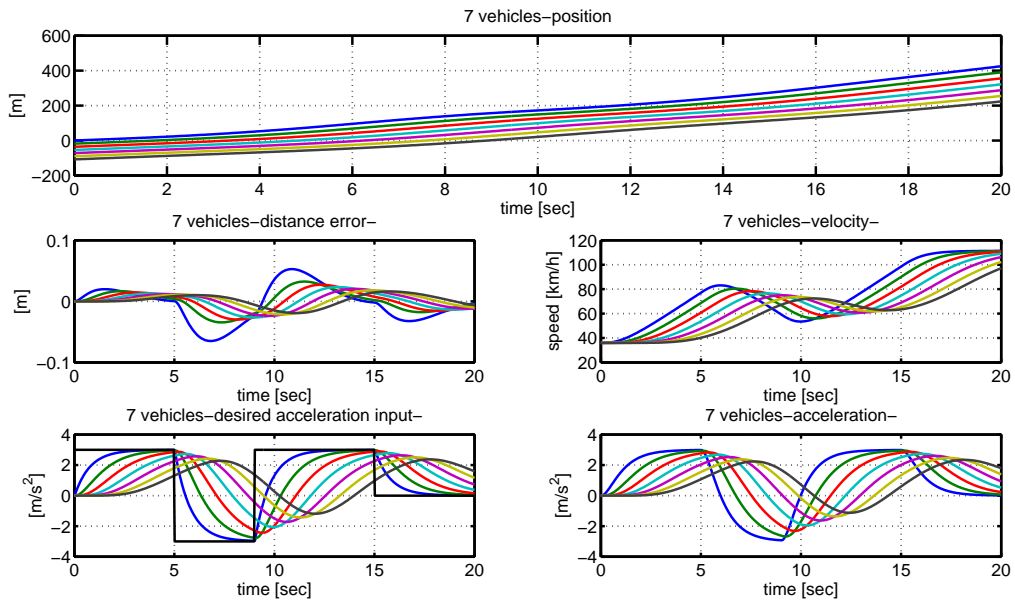 7 vehicles–position
600
400
200
0
−200
[m]
0 2 4 6 8 10 12 14 16 18 20
time [sec]
7 vehicles–distance error–
0.1
0
−0.1
[m]
0 5 10 15 20
time [sec]
7 vehicles–velocity–
120
100
80
60
40
20
speed [km/h]
0 5 10 15 20
time [sec]
7 vehicles–desired acceleration input–
4
2
0
−2
−4
[m/s²]
0 5 10 15 20
time [sec]
7 vehicles–acceleration–
4
2
0
−2
−4
[m/s²]
0 5 10 15 20
time [sec]